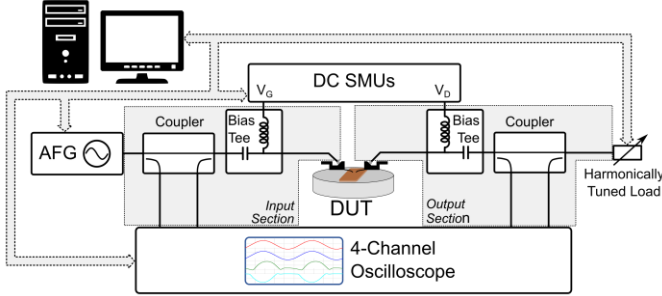 DC SMUs
V_G
V_D
Coupler
Bias
Tee
Bias
Tee
Coupler
AFG
Harmonically
Tuned Load
Input
Section
DUT
Output
Section
4-Channel
Oscilloscope